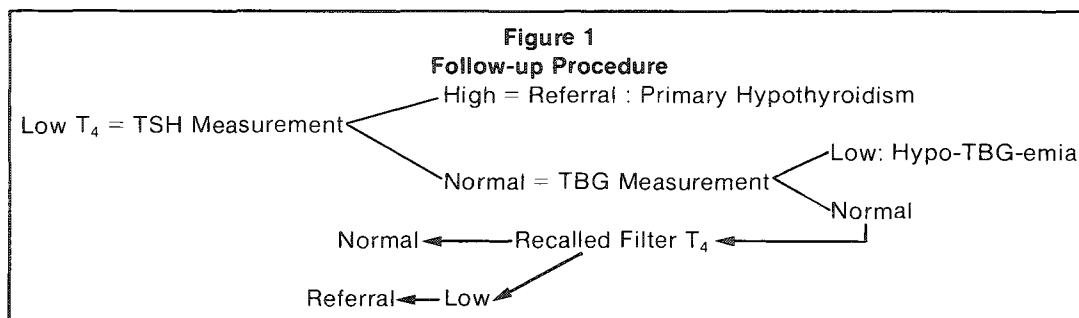 Figure 1
Follow-up Procedure
High = Referral : Primary Hypothyroidism
Low T₄ = TSH Measurement
Low: Hypo-TBG-emia
Normal = TBG Measurement
Normal
Normal Recalled Filter T₄
Referral Low